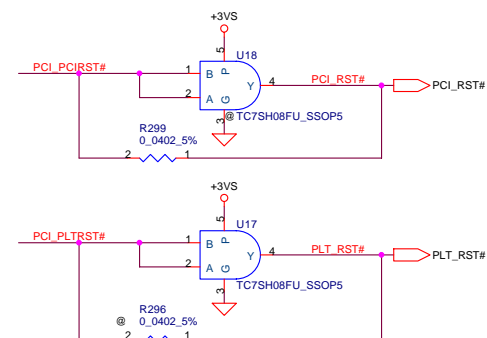 +3VS
5
U18
PCI_PCIRST#
1
B
P
Y
4
PCI_RST#
PCI_RST#
2
A
G
3
@
TC7SH08FU_SSOP5
R299
0_0402_5%
2
1
+3VS
5
U17
PCI_PLTRST#
1
B
P
Y
4
PLT_RST#
PLT_RST#
2
A
G
3
TC7SH08FU_SSOP5
R296
@
0_0402_5%
2
1